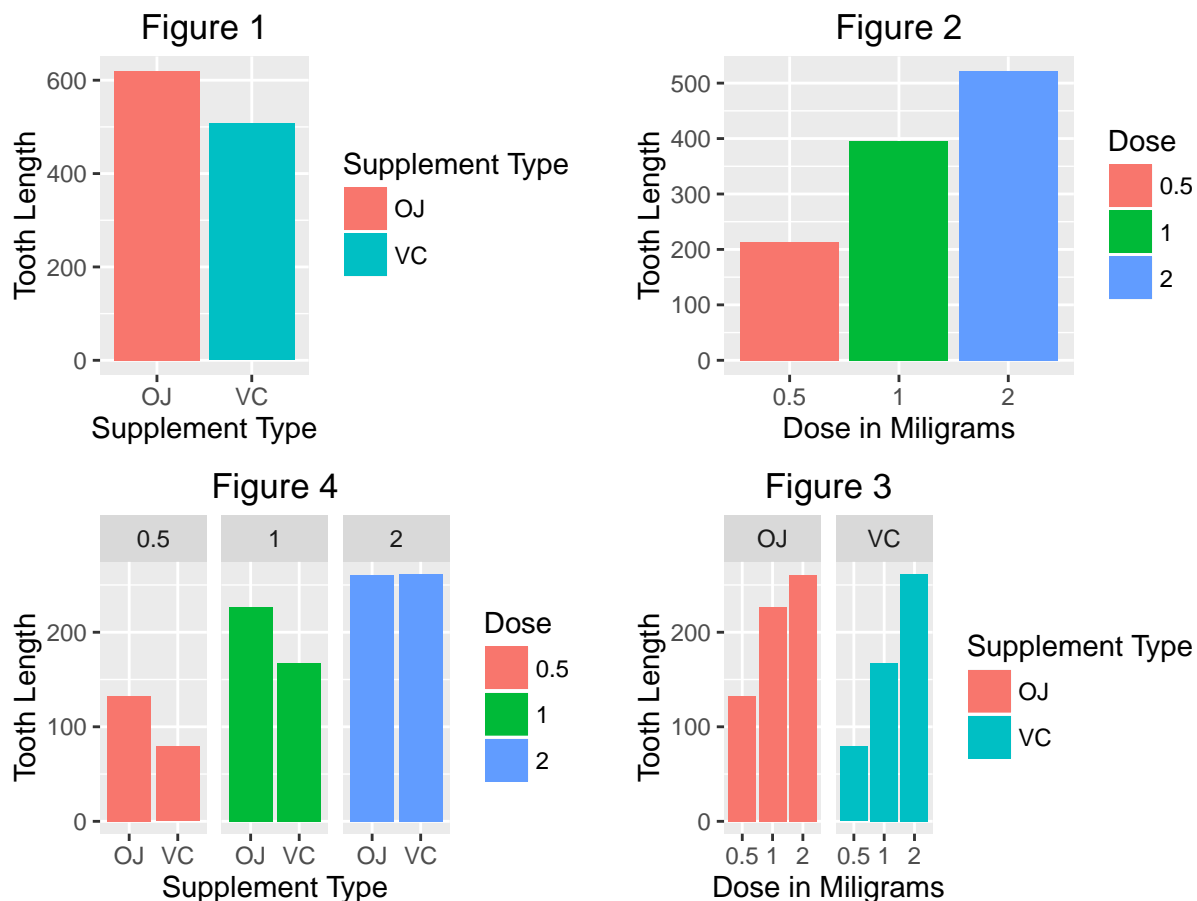 Figure 1
Tooth Length
600
400
200
0
OJ VC
Supplement Type
Supplement Type
OJ
VC
Figure 2
Tooth Length
500
400
300
200
100
0
0.5 1 2
Dose in Miligrams
Dose
0.5
1
2
Figure 4
0.5 1 2
Tooth Length
200
100
0
OJ VC OJ VC OJ VC
Supplement Type
Dose
0.5
1
2
Figure 3
OJ VC
Tooth Length
200
100
0
0.5 1 2 0.5 1 2
Dose in Miligrams
Supplement Type
OJ
VC